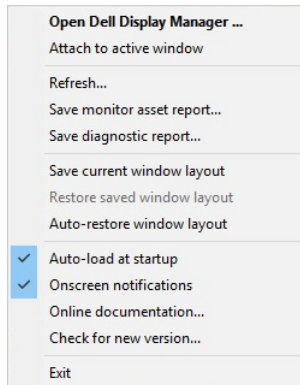 Open Dell Display Manager ...
Attach to active window
Refresh...
Save monitor asset report...
Save diagnostic report...
Save current window layout
Restore saved window layout
Auto-restore window layout
Auto-load at startup
Onscreen notifications
Online documentation...
Check for new version...
Exit